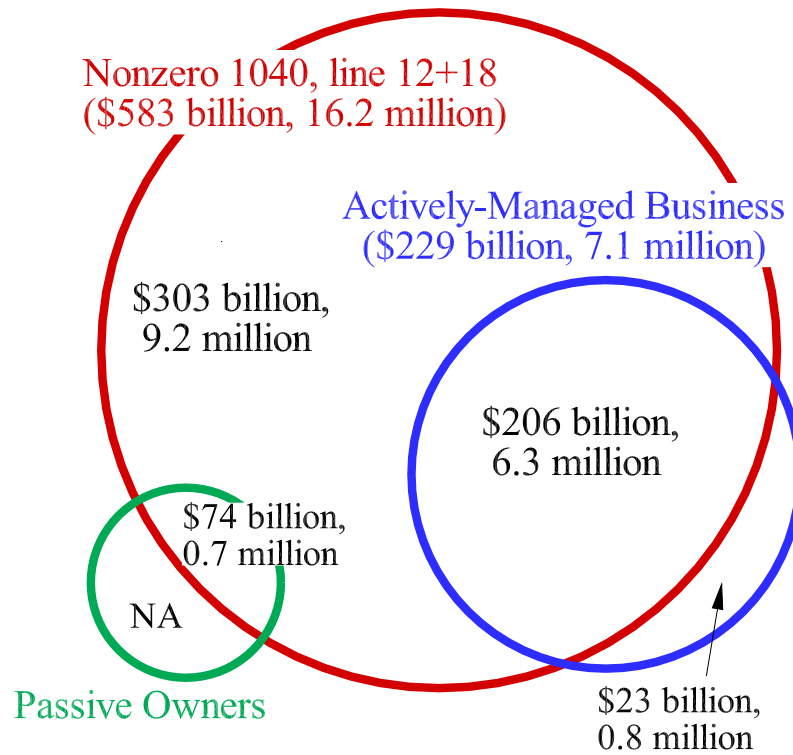 Nonzero 1040, line 12+18
($583 billion, 16.2 million)
Actively-Managed Business
($229 billion, 7.1 million)
$303 billion,
9.2 million
$206 billion,
6.3 million
$74 billion,
0.7 million
NA
Passive Owners
$23 billion,
0.8 million